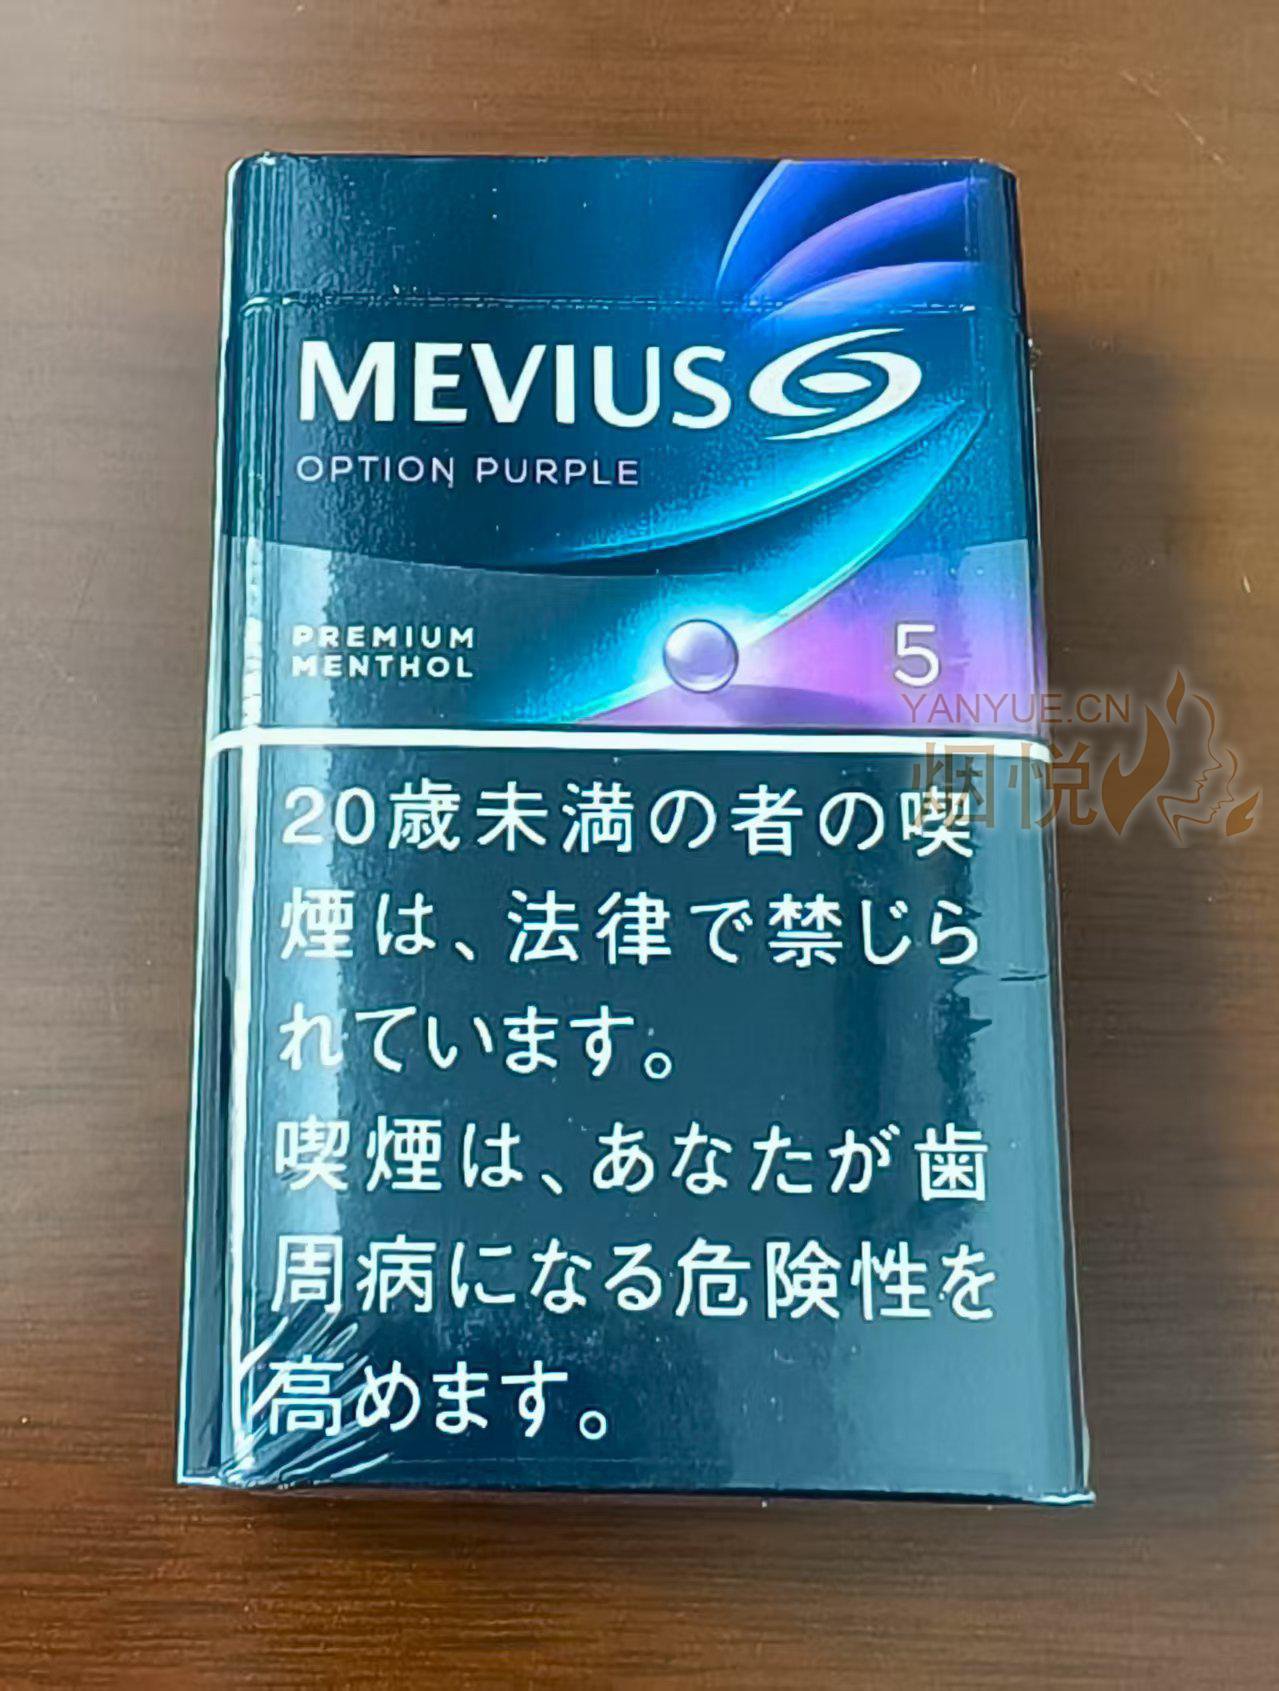 MEVIUS
OPTION PURPLE
PREMIUM
MENTHOL
5
YANYUE.CN
烟悦
20歳未満の者の喫
煙は、法律で禁じら
れています。
喫煙は、あなたが歯
周病になる危険性を
高めます。